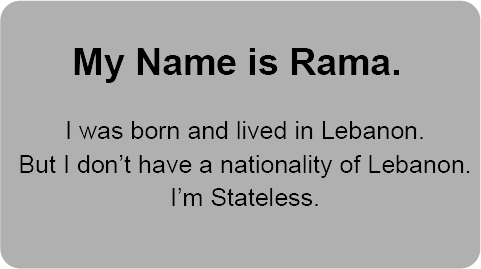 My Name is Rama.
I was born and lived in Lebanon.
But I don't have a nationality of Lebanon.
I'm Stateless.